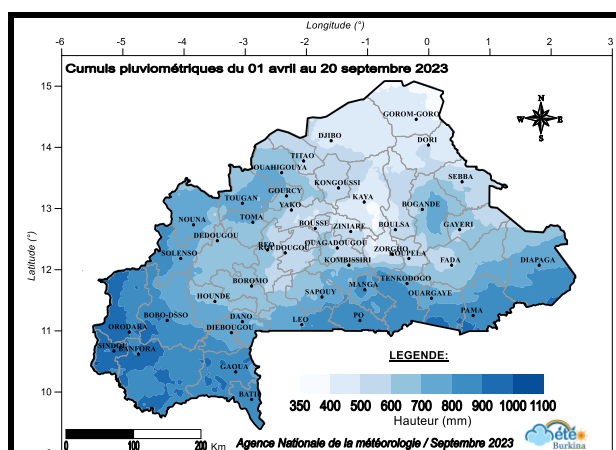 Longitude (°)
-6 -5 -4 -3 -2 -1 0 1 2 3
Cumuls pluviométriques du 01 avril au 20 septembre 2023
15
14
13
12
11
10
Latitude (°)
N
W E
S
GOROM-GORO
DJIBO
DORI
TITAO
OUAHIGOUYA
KONGOUSSI
SEBBA
GOURCY
TOUGAN
YAKO
KAYA
BOGANDE
NOUNA
TOMA
BOUSSE
ZINIARE
BOULSA
GAYERI
DEDOUGOU
REO
OUAGADOUGOU
SOLENSO
KOMBISSIRI
ZORGHO
FADA
DIAPAGA
BOROMO
TENKODOGO
MANGA
HOUNDE
SAPOUY
OUARGAYE
BOBO-DSSO
DANO
LEO
PO
PAMA
ORODARA
DIEBOUGOU
SINDOU
BANFORA
GAOUA
BATIE
LEGENDE:
350 400 500 600 700 800 900 1000 1100
Hauteur (mm)
0 100 200 Km
Agence Nationale de la météorologie / Septembre 2023
été
Burkina